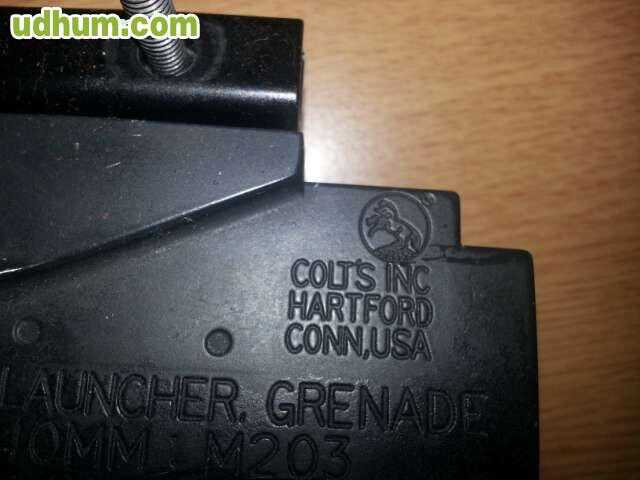 udhum.com
COLT'S INC
HARTFORD
CONN,USA
LAUNCHER, GRENADE
40MM : M203